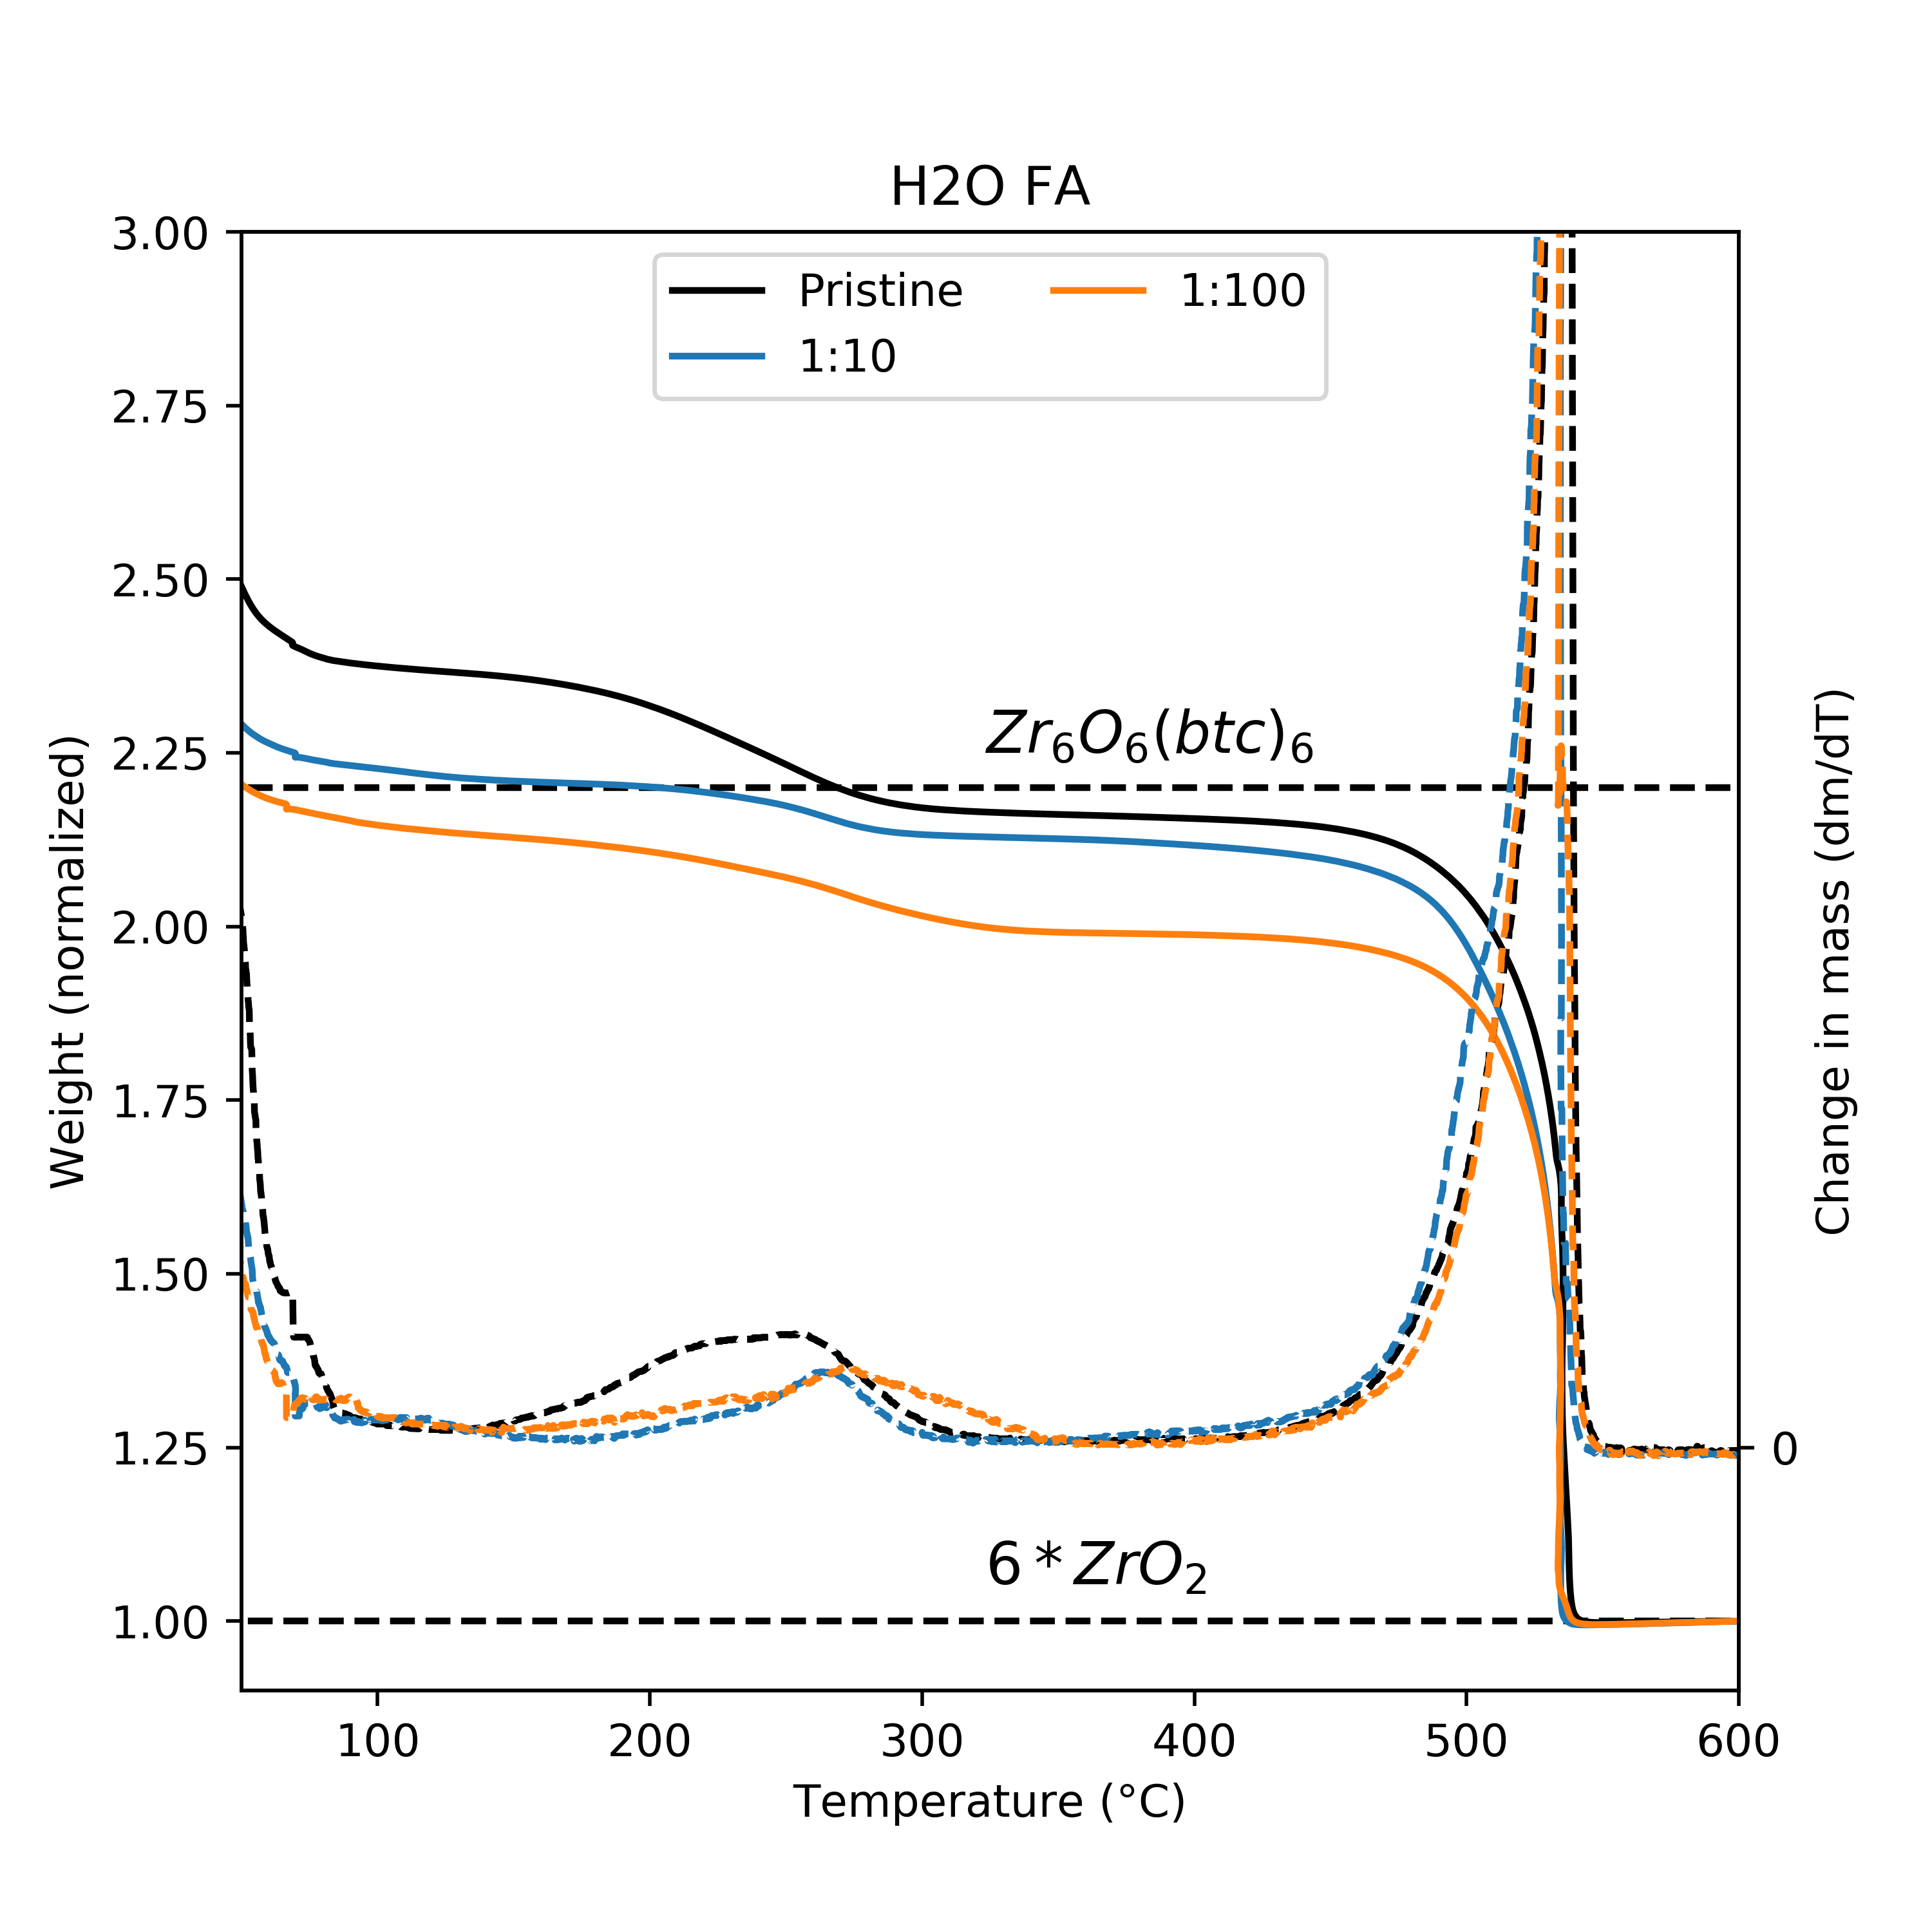 H2O FA
Pristine
1:10
1:100
3.00
2.75
2.50
2.25
2.00
1.75
1.50
1.25
1.00
Weight (normalized)
Zr₆O₆(btc)₆
6 * ZrO₂
0
Change in mass (dm/dT)
100 200 300 400 500 600
Temperature (°C)